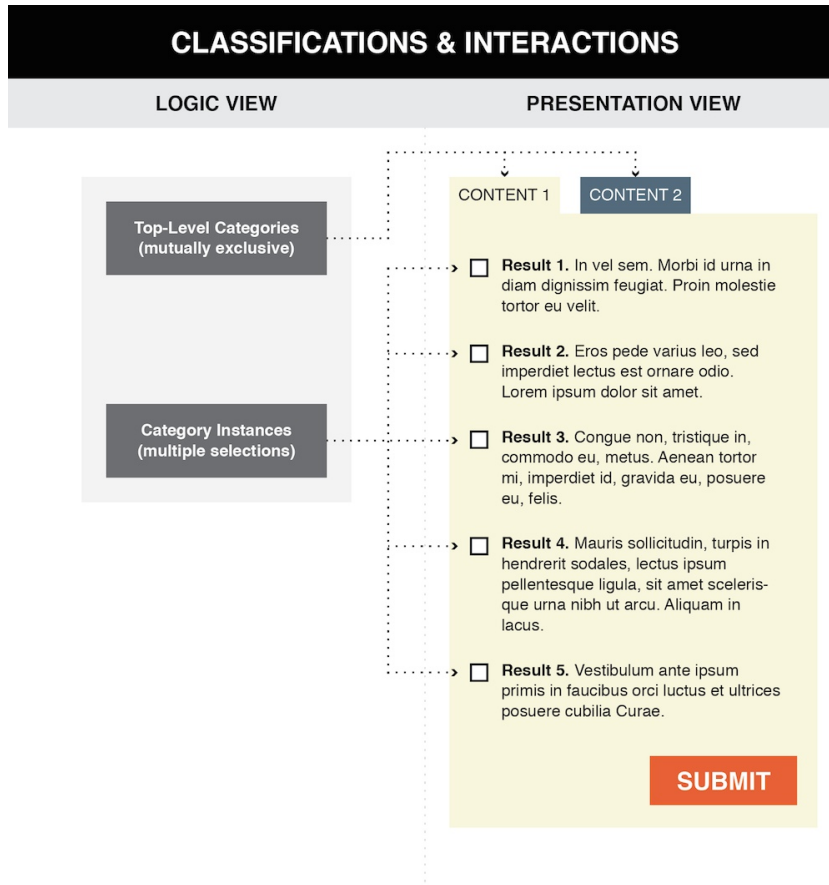 CLASSIFICATIONS & INTERACTIONS
LOGIC VIEW
PRESENTATION VIEW
Top-Level Categories
(mutually exclusive)
Category Instances
(multiple selections)
CONTENT 1
CONTENT 2
Result 1. In vel sem. Morbi id urna in
diam dignissim feugiat. Proin molestie
tortor eu velit.
Result 2. Eros pede varius leo, sed
imperdiet lectus est ornare odio.
Lorem ipsum dolor sit amet.
Result 3. Congue non, tristique in,
commodo eu, metus. Aenean tortor
mi, imperdiet id, gravida eu, posuere
eu, felis.
Result 4. Mauris sollicitudin, turpis in
hendrerit sodales, lectus ipsum
pellentesque ligula, sit amet sceleris-
que urna nibh ut arcu. Aliquam in
lacus.
Result 5. Vestibulum ante ipsum
primis in faucibus orci luctus et ultrices
posuere cubilia Curae.
SUBMIT